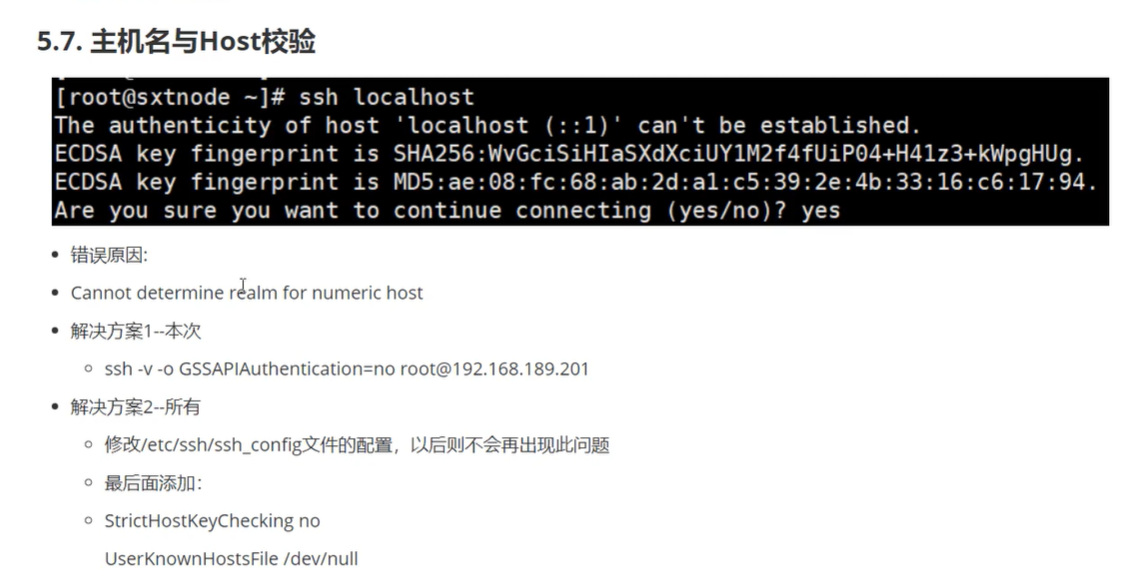 5.7. 主机名与Host校验
[root@sxtnode ~]# ssh localhost
The authenticity of host 'localhost (::1)' can't be established.
ECDSA key fingerprint is SHA256:WvGciSiHIaSXdXciUY1M2f4fUiP04+H41z3+kWpgHUg.
ECDSA key fingerprint is MD5:ae:08:fc:68:ab:2d:a1:c5:39:2e:4b:33:16:c6:17:94.
Are you sure you want to continue connecting (yes/no)? yes
错误原因:
Cannot determine realm for numeric host
解决方案1--本次
ssh -v -o GSSAPIAuthentication=no root@192.168.189.201
解决方案2--所有
修改/etc/ssh/ssh_config文件的配置，以后则不会再出现此问题
最后面添加：
StrictHostKeyChecking no
UserKnownHostsFile /dev/null